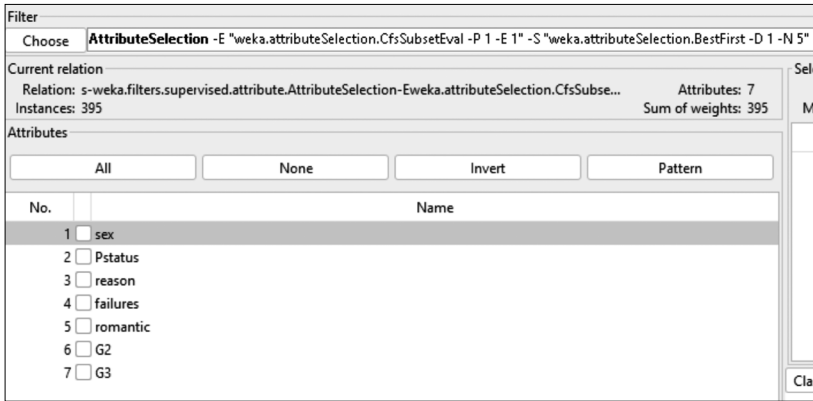 Filter
Choose AttributeSelection -E "weka.attributeSelection.CfsSubsetEval -P 1 -E 1" -S "weka.attributeSelection.BestFirst -D 1 -N 5"
Current relation
Relation: s-weka.filters.supervised.attribute.AttributeSelection-Eweka.attributeSelection.CfsSubse... Attributes: 7
Instances: 395 Sum of weights: 395
Attributes
All None Invert Pattern
No. Name
1 sex
2 Pstatus
3 reason
4 failures
5 romantic
6 G2
7 G3
Sel
M
Cla